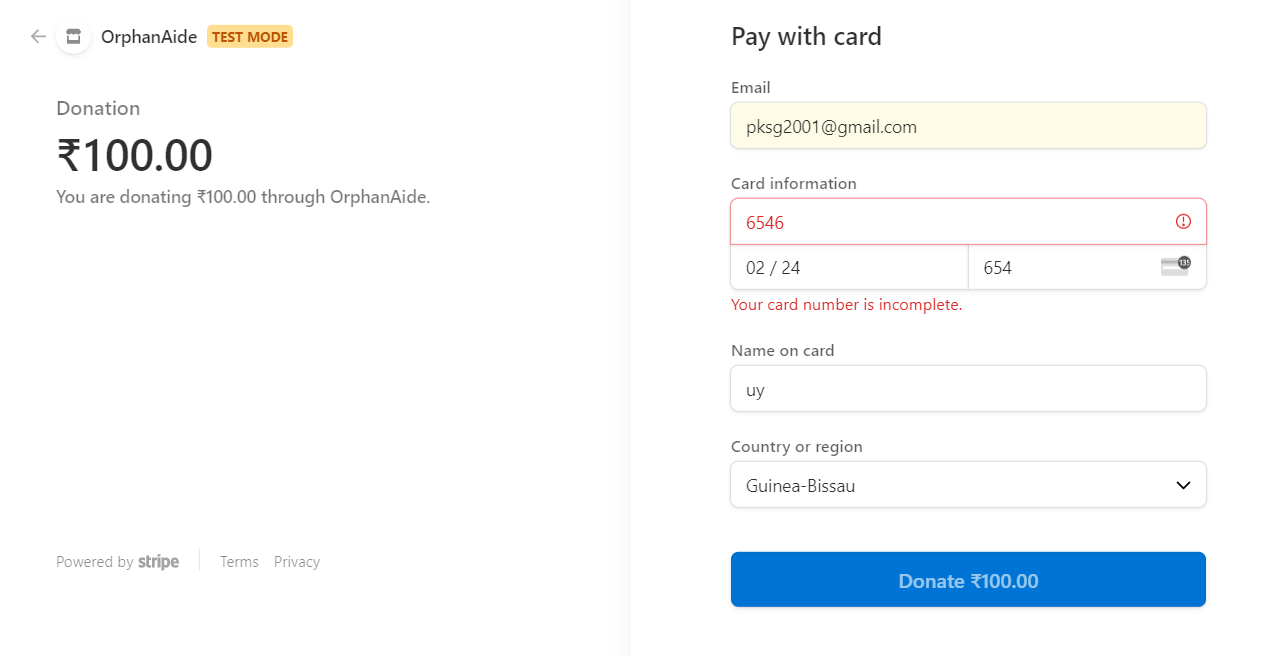 OrphanAide TEST MODE
Donation
₹100.00
You are donating ₹100.00 through OrphanAide.
Powered by stripe
Terms Privacy
Pay with card
Email
pksg2001@gmail.com
Card information
6546
02 / 24
654
135
Your card number is incomplete.
Name on card
uy
Country or region
Guinea-Bissau
Donate ₹100.00